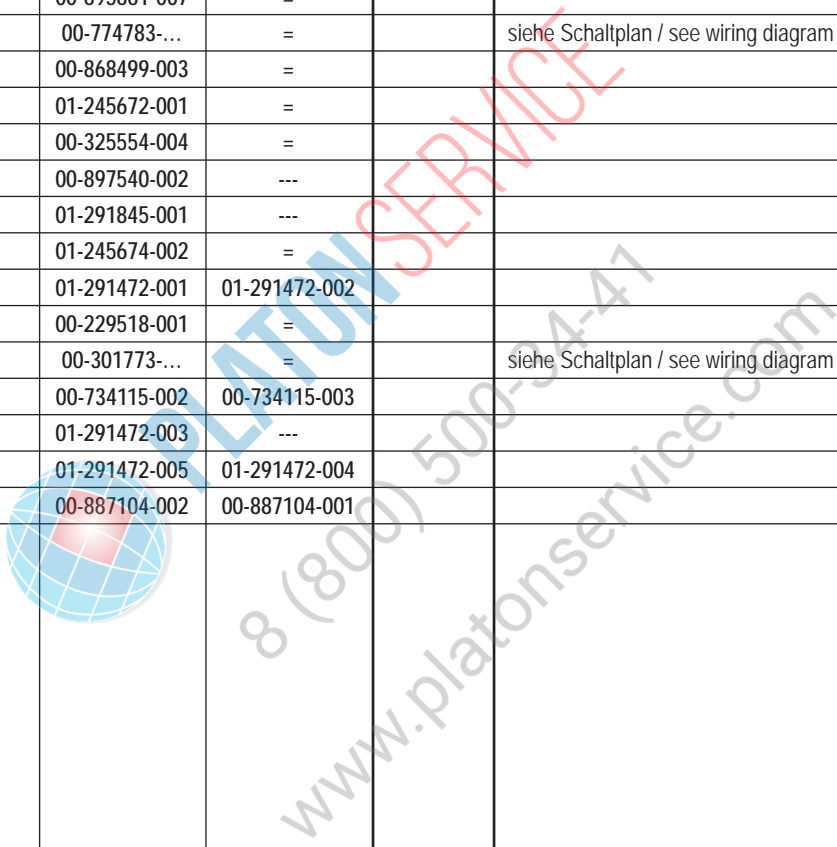 00-774783-... = siehe Schaltplan / see wiring diagram
00-868499-003 =
01-245672-001 =
00-325554-004 =
00-897540-002 ---
01-291845-001 ---
01-245674-002 =
01-291472-001 01-291472-002
00-229518-001 =
00-301773-... = siehe Schaltplan / see wiring diagram
00-734115-002 00-734115-003
01-291472-003 ---
01-291472-005 01-291472-004
00-887104-002 00-887104-001
PLATONSERVICE
8 (800) 500-34-41
www.platonservice.com